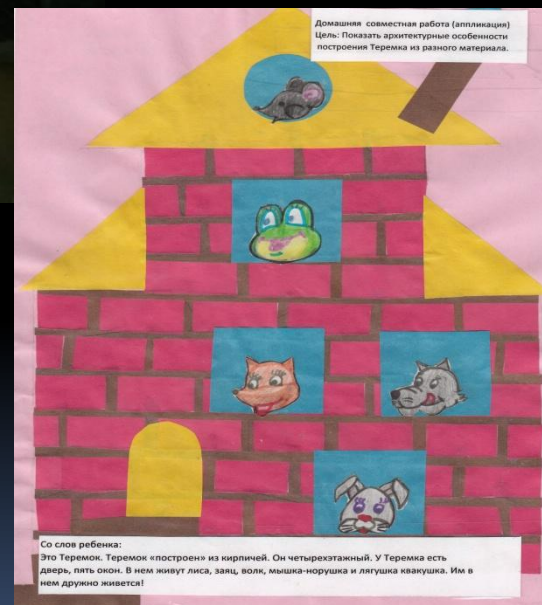 Домашняя совместная работа (аппликация)
Цель: Показать архитектурные особенности
построения Теремка из разного материала.
Со слов ребенка:
Это Теремок. Теремок «построен» из кирпичей. Он четырехэтажный. У Теремка есть
дверь, пять окон. В нем живут лиса, заяц, волк, мышка-норушка и лягушка квакушка. Им в
нем дружно живется!